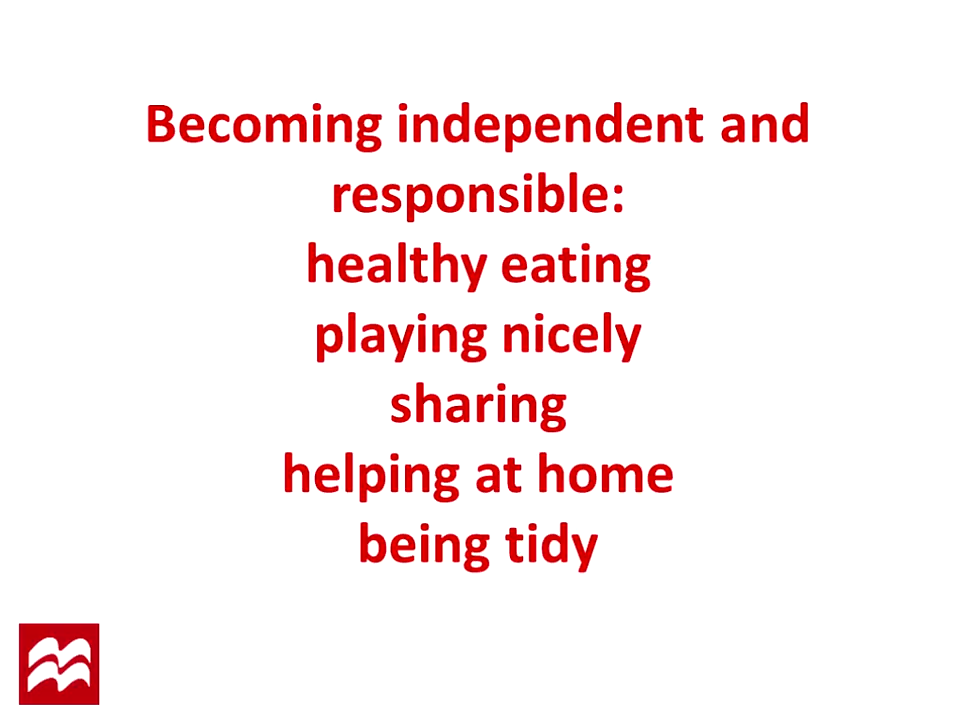 Becoming independent and
responsible:
healthy eating
playing nicely
sharing
helping at home
being tidy